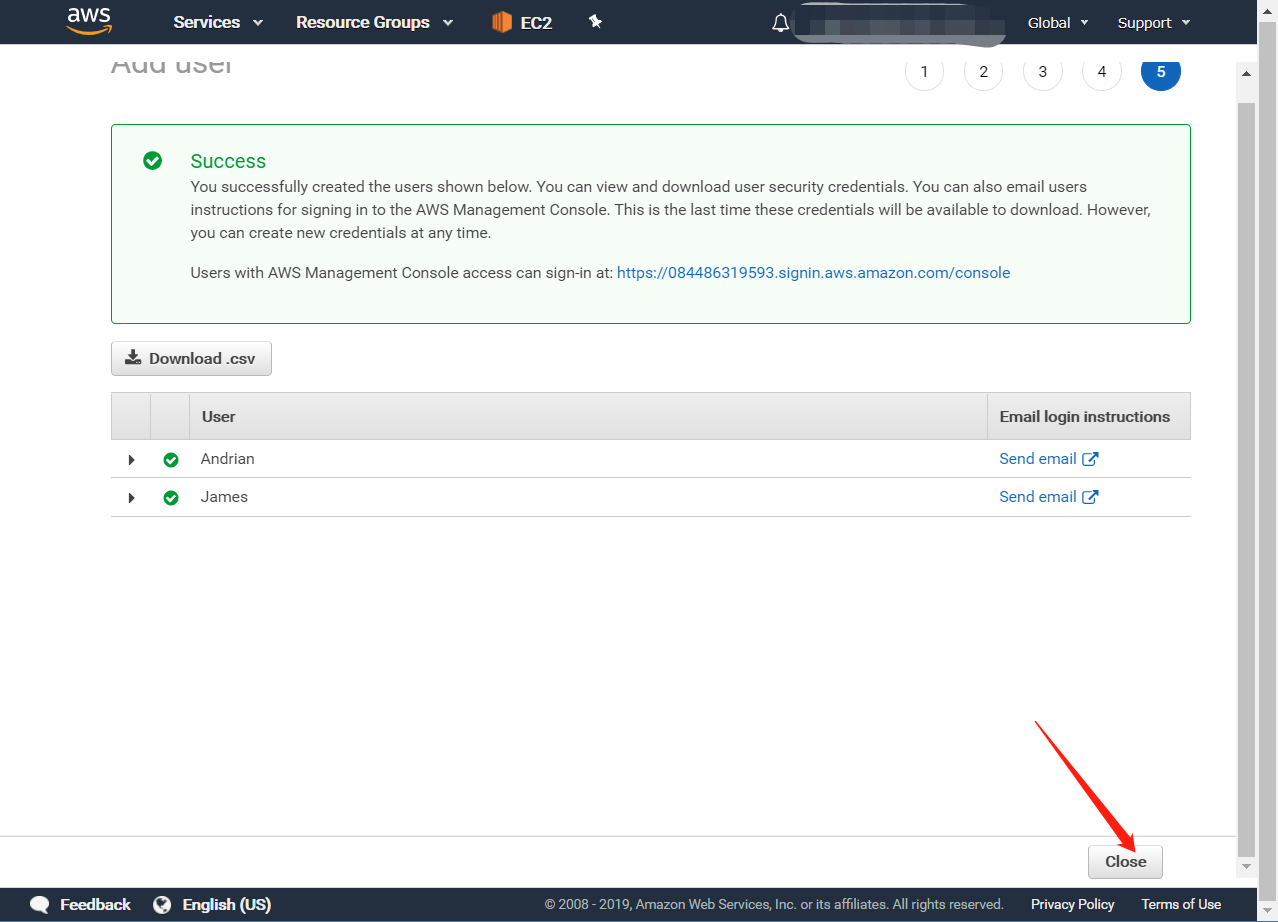 aws Services Resource Groups EC2 Global Support
Add user
1 2 3 4 5
Success
You successfully created the users shown below. You can view and download user security credentials. You can also email users
instructions for signing in to the AWS Management Console. This is the last time these credentials will be available to download. However,
you can create new credentials at any time.
Users with AWS Management Console access can sign-in at: https://084486319593.signin.aws.amazon.com/console
Download .csv
User Email login instructions
Andrian Send email
James Send email
Close
Feedback English (US) © 2008 - 2019, Amazon Web Services, Inc. or its affiliates. All rights reserved. Privacy Policy Terms of Use